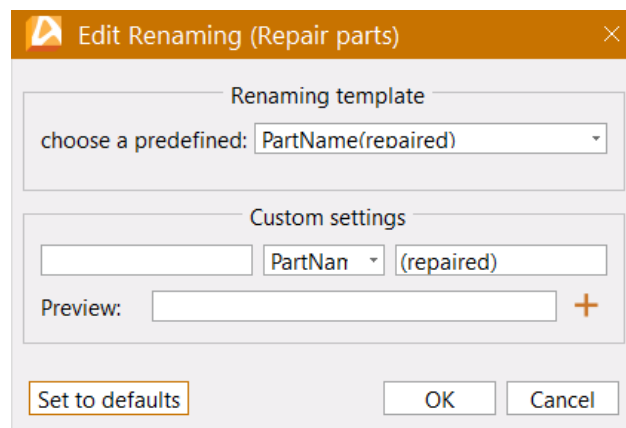 Edit Renaming (Repair parts)
Renaming template
choose a predefined: PartName(repaired)
Custom settings
PartNan (repaired)
Preview:
Set to defaults OK Cancel